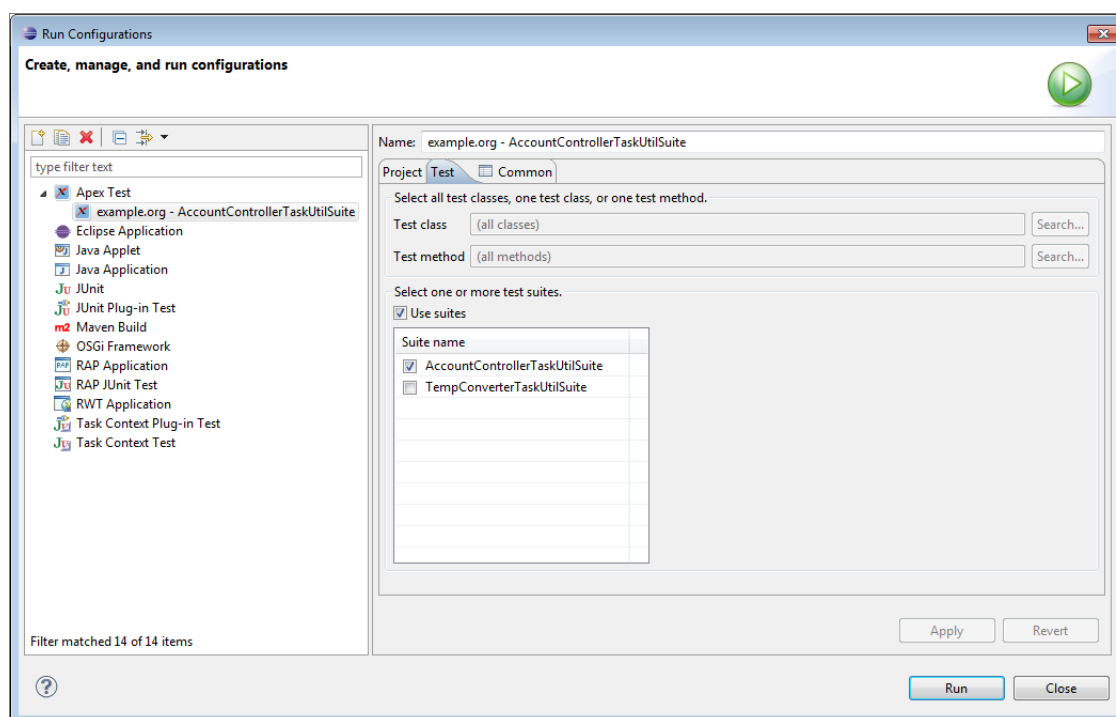 Run Configurations
Create, manage, and run configurations
type filter text
Apex Test
example.org - AccountControllerTaskUtilSuite
Eclipse Application
Java Applet
Java Application
JUnit
JUnit Plug-in Test
m2 Maven Build
OSGi Framework
RAP Application
RAP JUnit Test
RWT Application
Task Context Plug-in Test
Task Context Test
Filter matched 14 of 14 items
Name: example.org - AccountControllerTaskUtilSuite
Project Test Common
Select all test classes, one test class, or one test method.
Test class (all classes) Search...
Test method (all methods) Search...
Select one or more test suites.
Use suites
Suite name
AccountControllerTaskUtilSuite
TempConverterTaskUtilSuite
Apply Revert
Run Close